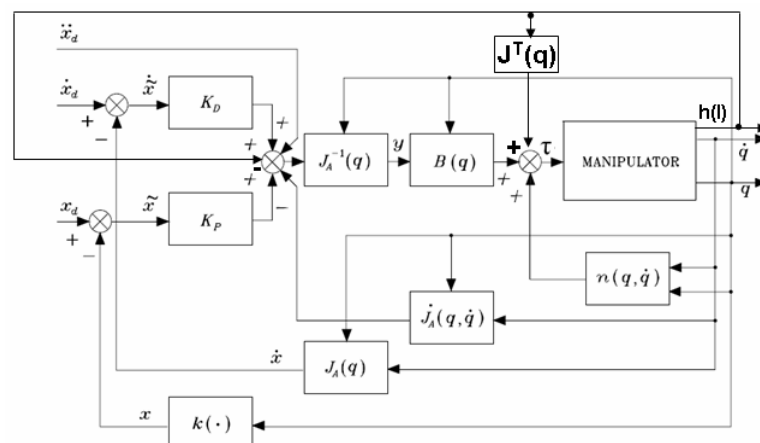 ẍ_d
J^T(q)
ẋ_d
ẋ̃
K_D
h(l)
+
−
+
+
-
+
−
J_A^{-1}(q)
y
B(q)
+
+
+
τ
MANIPULATOR
q̇
q
x_d
x̃
K_P
+
−
n(q, q̇)
J̇_A(q, q̇)
ẋ
J_A(q)
x
k(·)